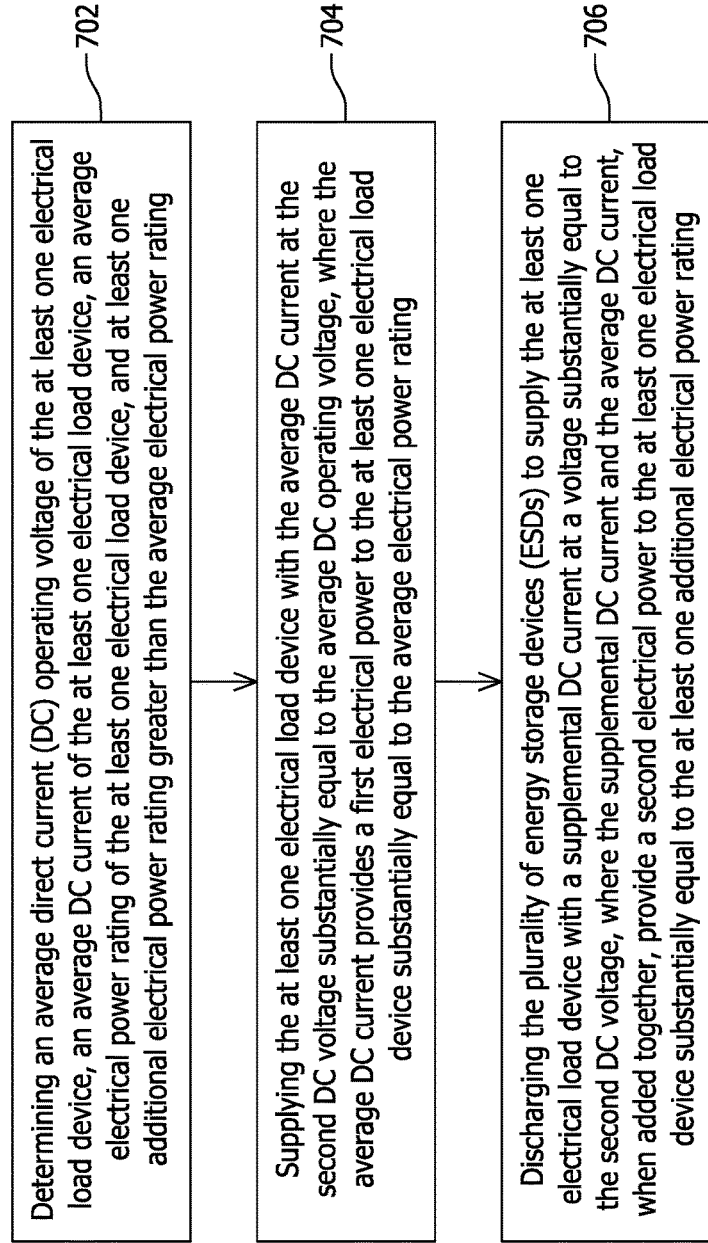 Determining an average direct current (DC) operating voltage of the at least one electrical
load device, an average DC current of the at least one electrical load device, an average
electrical power rating of the at least one electrical load device, and at least one
additional electrical power rating greater than the average electrical power rating
702
Supplying the at least one electrical load device with the average DC current at the
second DC voltage substantially equal to the average DC operating voltage, where the
average DC current provides a first electrical power to the at least one electrical load
device substantially equal to the average electrical power rating
704
Discharging the plurality of energy storage devices (ESDs) to supply the at least one
electrical load device with a supplemental DC current at a voltage substantially equal to
the second DC voltage, where the supplemental DC current and the average DC current,
when added together, provide a second electrical power to the at least one electrical load
device substantially equal to the at least one additional electrical power rating
706